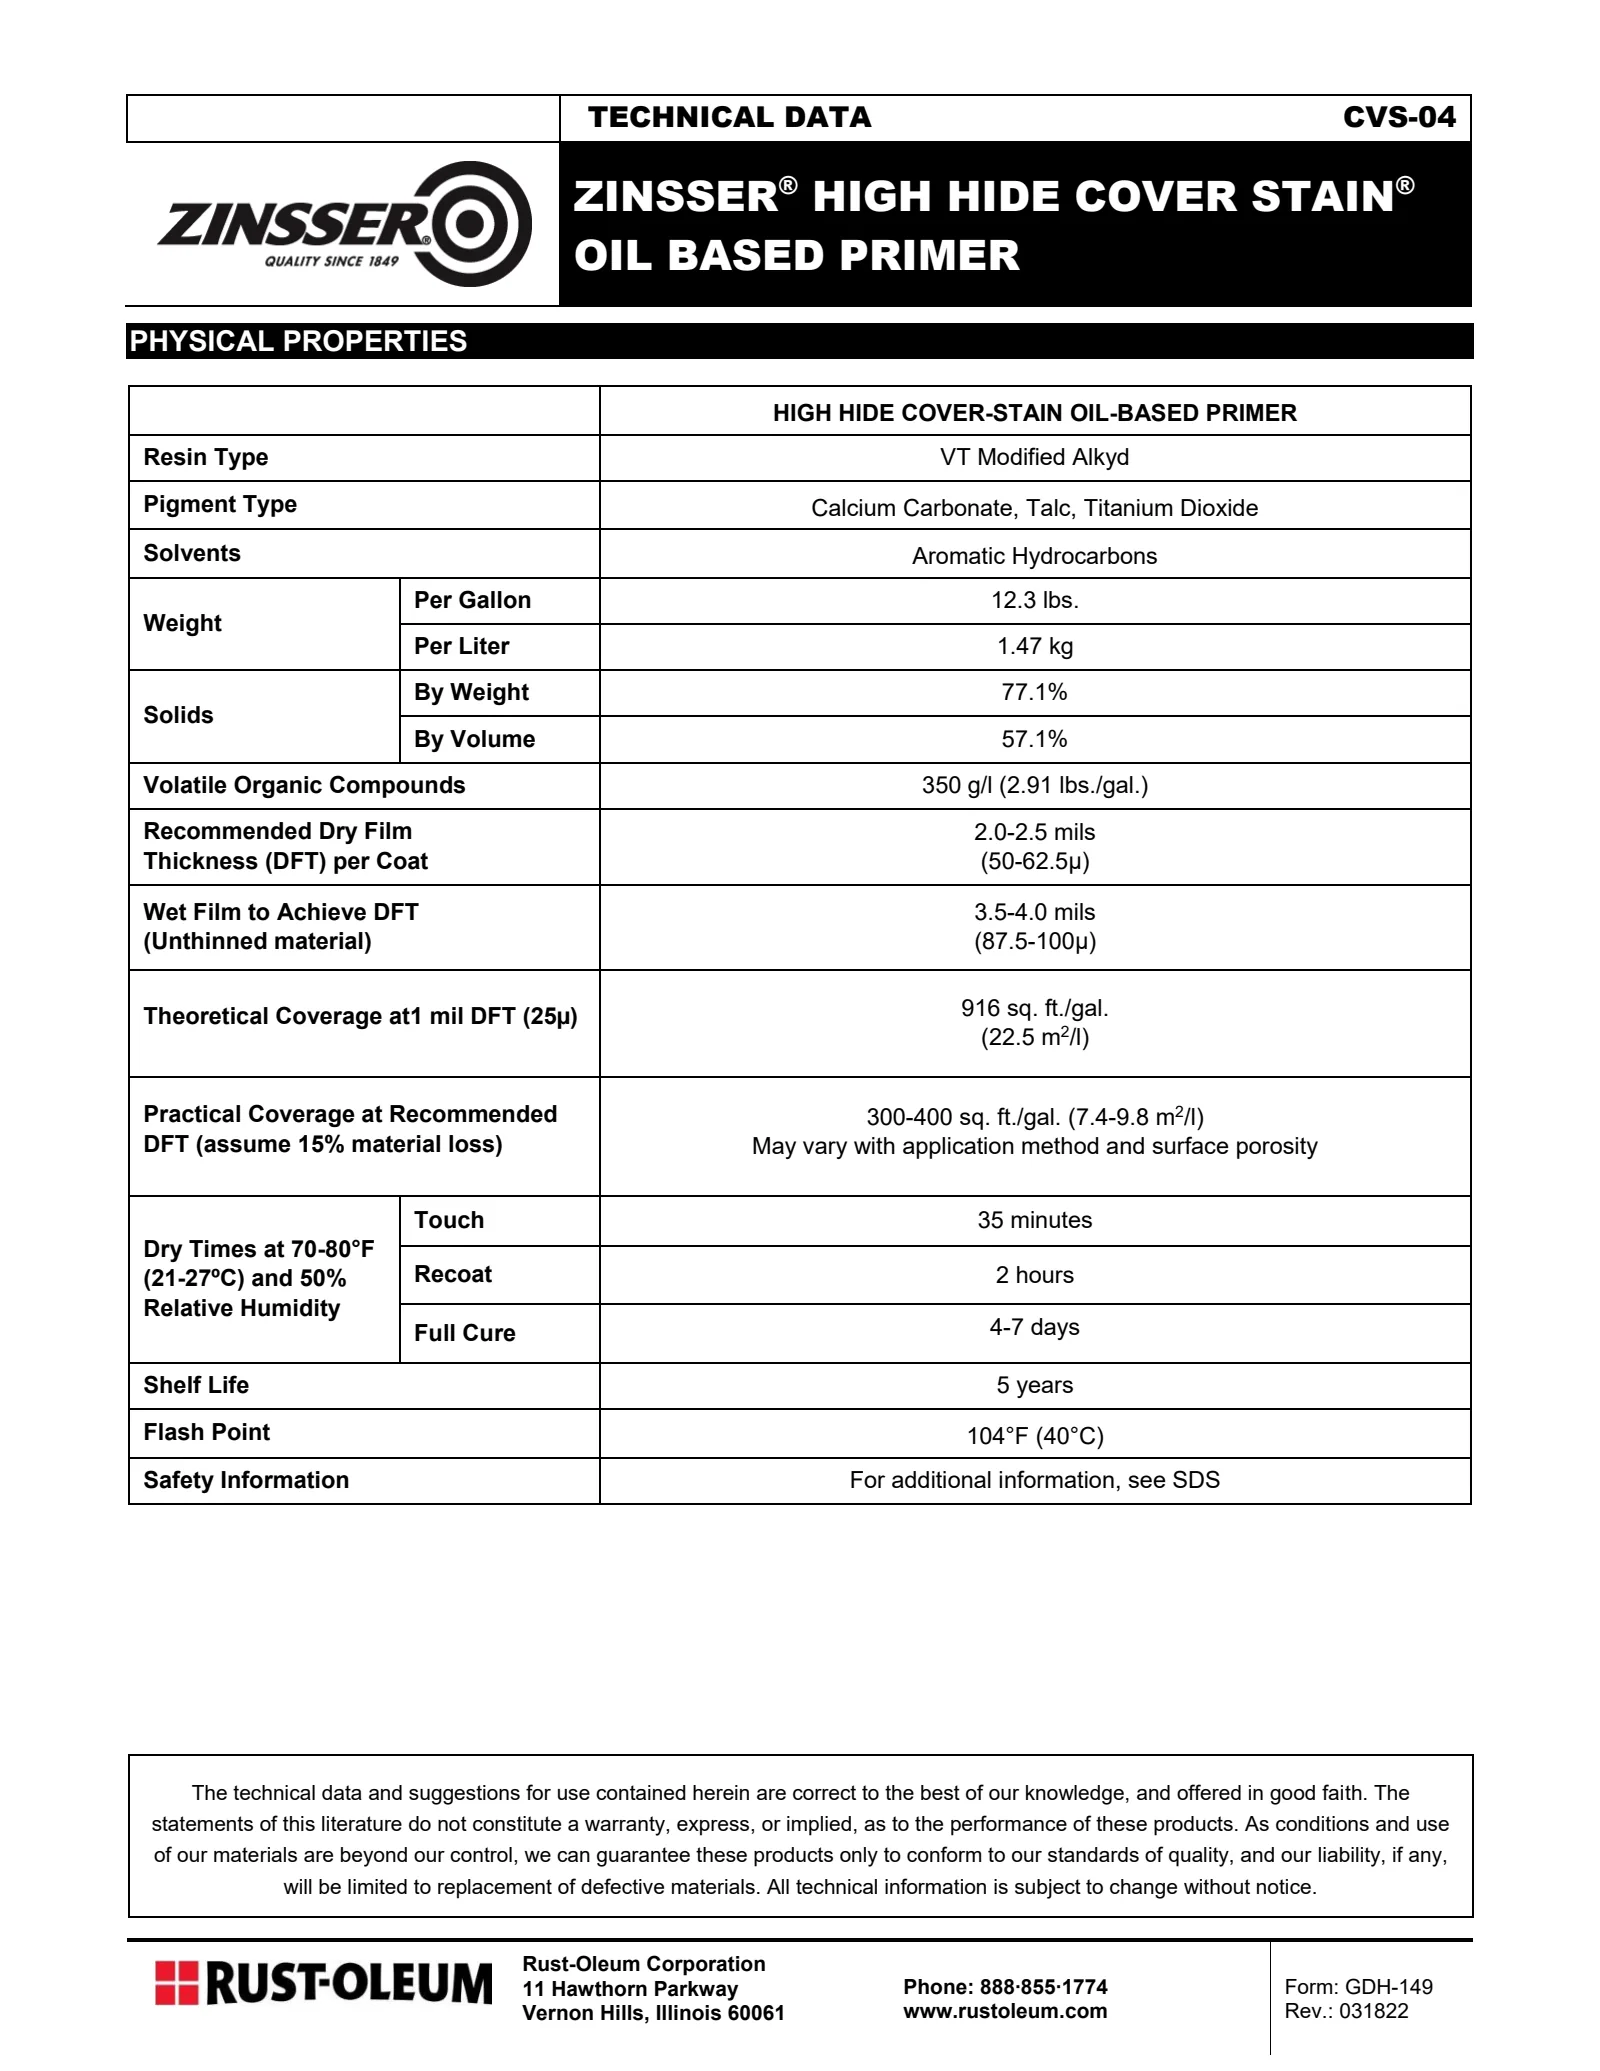 TECHNICAL DATA CVS-04
ZINSSER®
QUALITY SINCE 1849
ZINSSER® HIGH HIDE COVER STAIN®
OIL BASED PRIMER
PHYSICAL PROPERTIES
HIGH HIDE COVER-STAIN OIL-BASED PRIMER
Resin Type VT Modified Alkyd
Pigment Type Calcium Carbonate, Talc, Titanium Dioxide
Solvents Aromatic Hydrocarbons
Weight
Per Gallon 12.3 lbs.
Per Liter 1.47 kg
Solids
By Weight 77.1%
By Volume 57.1%
Volatile Organic Compounds 350 g/l (2.91 lbs./gal.)
Recommended Dry Film
Thickness (DFT) per Coat
2.0-2.5 mils
(50-62.5µ)
Wet Film to Achieve DFT
(Unthinned material)
3.5-4.0 mils
(87.5-100µ)
Theoretical Coverage at1 mil DFT (25µ)
916 sq. ft./gal.
(22.5 m²/l)
Practical Coverage at Recommended
DFT (assume 15% material loss)
300-400 sq. ft./gal. (7.4-9.8 m²/l)
May vary with application method and surface porosity
Dry Times at 70-80°F
(21-27ºC) and 50%
Relative Humidity
Touch 35 minutes
Recoat 2 hours
Full Cure 4-7 days
Shelf Life 5 years
Flash Point 104°F (40°C)
Safety Information For additional information, see SDS
The technical data and suggestions for use contained herein are correct to the best of our knowledge, and offered in good faith. The
statements of this literature do not constitute a warranty, express, or implied, as to the performance of these products. As conditions and use
of our materials are beyond our control, we can guarantee these products only to conform to our standards of quality, and our liability, if any,
will be limited to replacement of defective materials. All technical information is subject to change without notice.
RUST-OLEUM
Rust-Oleum Corporation
11 Hawthorn Parkway
Vernon Hills, Illinois 60061
Phone: 888·855·1774
www.rustoleum.com
Form: GDH-149
Rev.: 031822